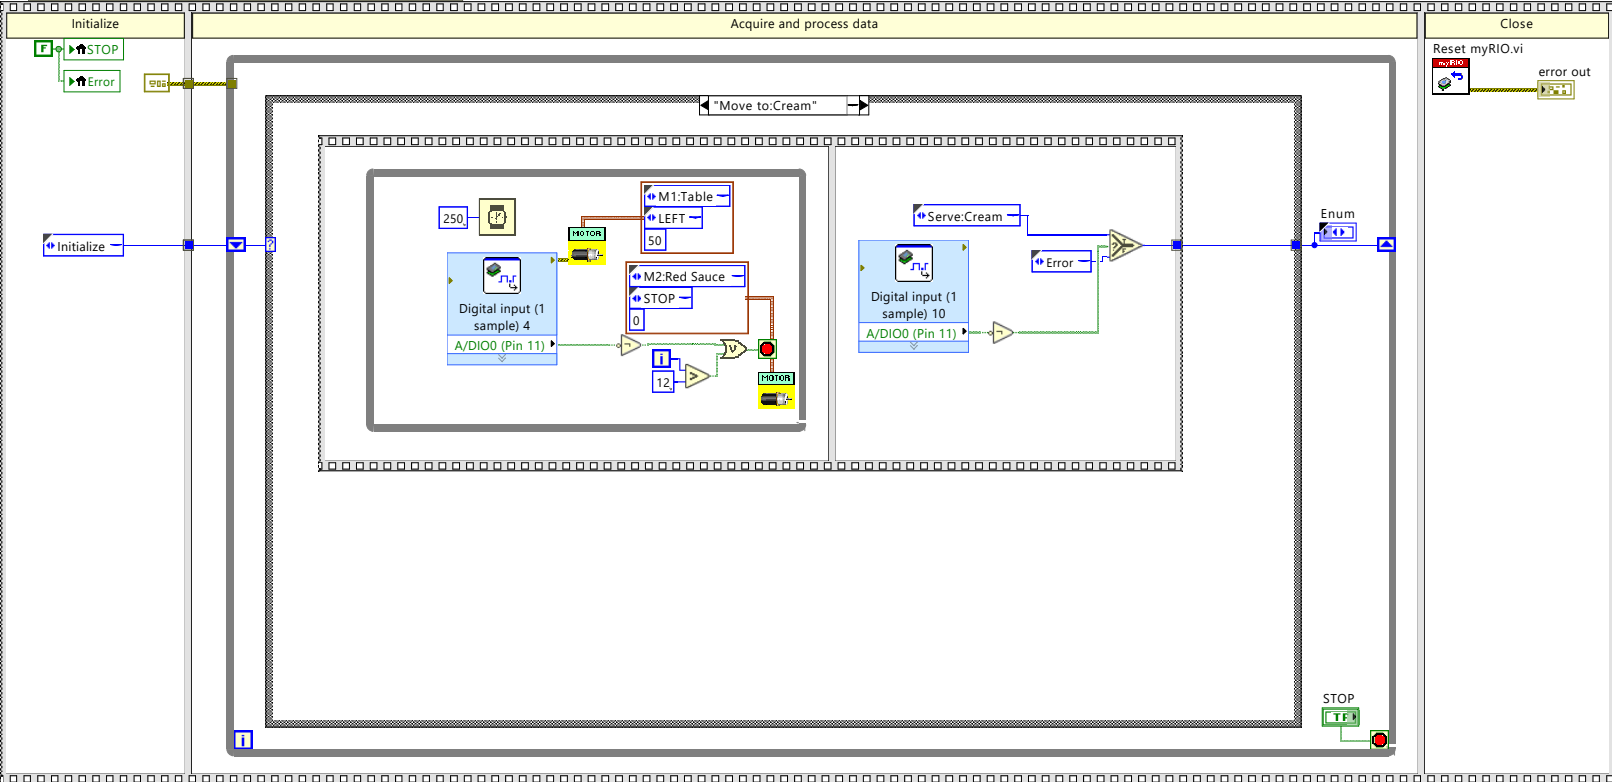 Initialize
Acquire and process data
Close
F
STOP
Error
Reset myRIO.vi
myRIO
error out
"Move to:Cream"
250
M1:Table
LEFT
50
MOTOR
M2:Red Sauce
STOP
0
Digital input (1
sample) 4
A/DIO0 (Pin 11)
i
12
>
V
MOTOR
Serve:Cream
Error
?
T
F
Digital input (1
sample) 10
A/DIO0 (Pin 11)
Initialize
?
Enum
STOP
TF
i